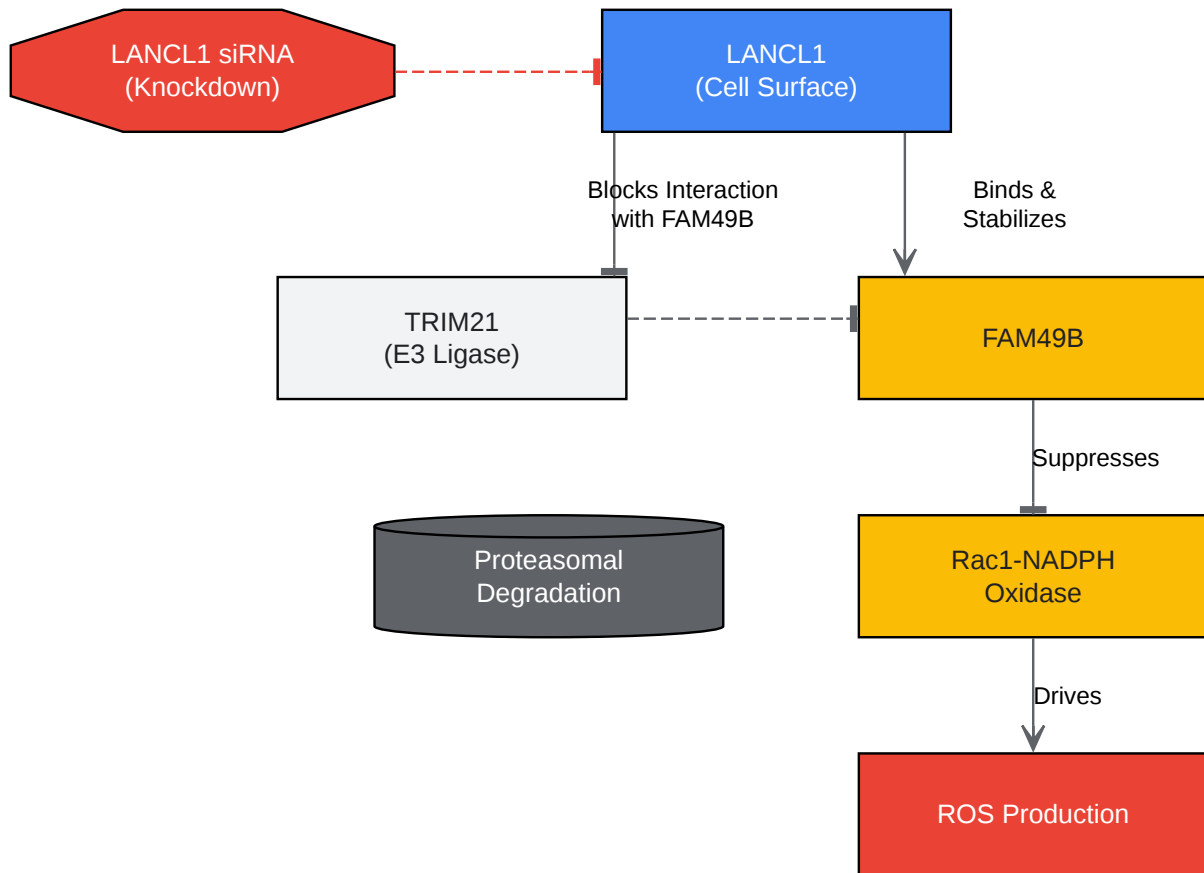 LANCL1 siRNA
(Knockdown)
LANCL1
(Cell Surface)
Blocks Interaction
with FAM49B
Binds &
Stabilizes
TRIM21
(E3 Ligase)
FAM49B
Suppresses
Proteasomal
Degradation
Rac1-NADPH
Oxidase
Drives
ROS Production